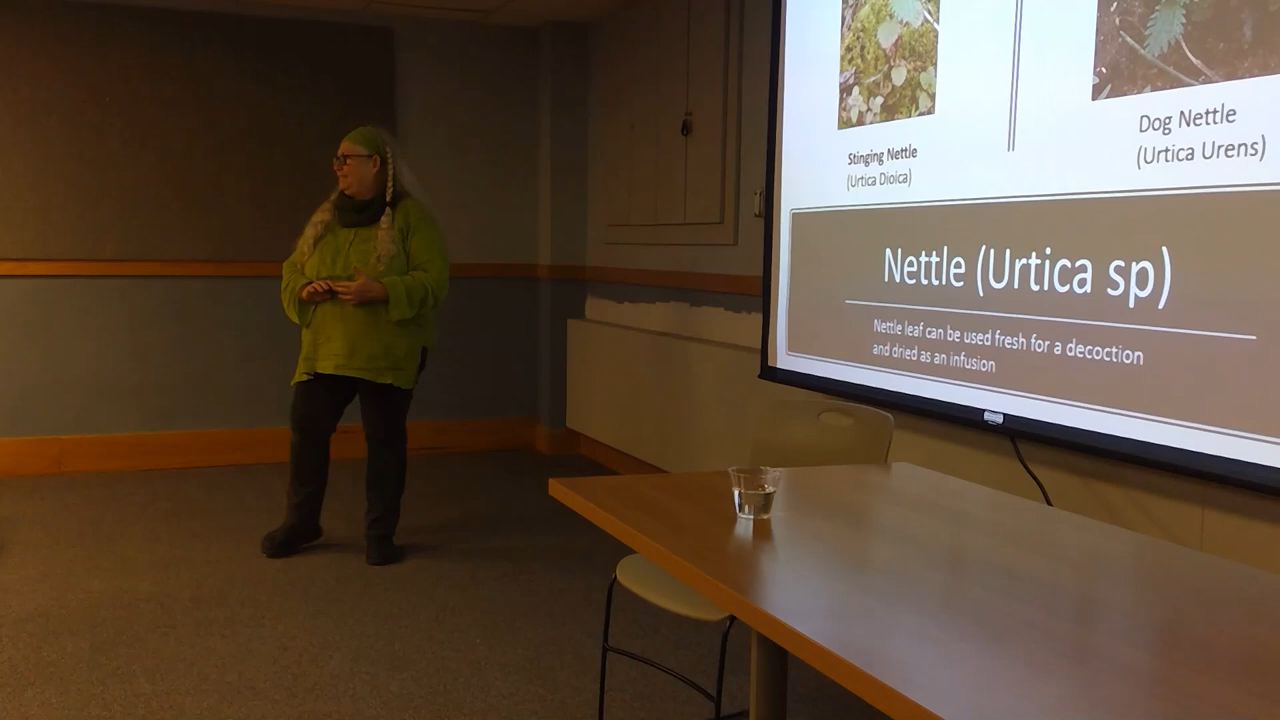 Stinging Nettle
(Urtica Dioica)
Dog Nettle
(Urtica Urens)
Nettle (Urtica sp)
Nettle leaf can be used fresh for a decoction
and dried as an infusion